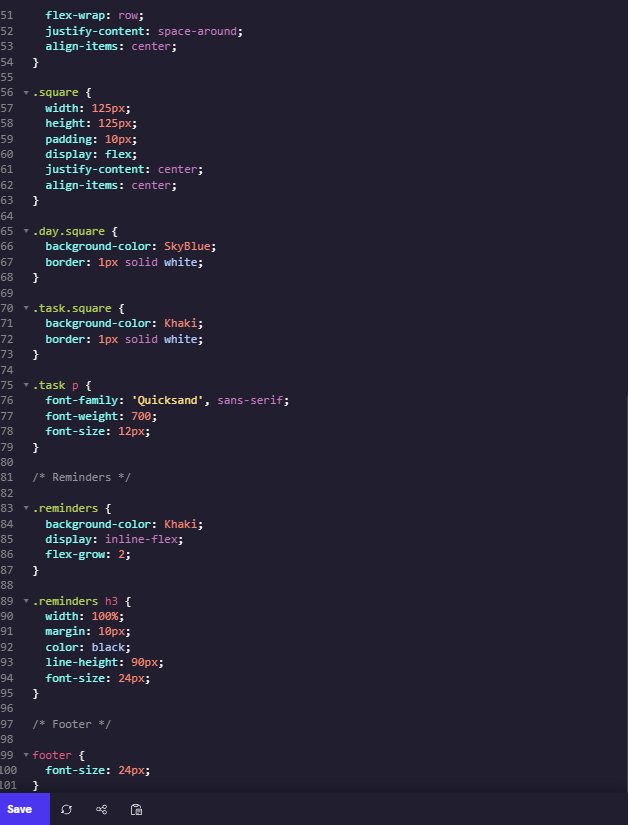 51 flex-wrap: row;
52 justify-content: space-around;
53 align-items: center;
54 }
55
56 .square {
57 width: 125px;
58 height: 125px;
59 padding: 10px;
60 display: flex;
61 justify-content: center;
62 align-items: center;
63 }
64
65 .day.square {
66 background-color: SkyBlue;
67 border: 1px solid white;
68 }
69
70 .task.square {
71 background-color: Khaki;
72 border: 1px solid white;
73 }
74
75 .task p {
76 font-family: 'Quicksand', sans-serif;
77 font-weight: 700;
78 font-size: 12px;
79 }
80
81 /* Reminders */
82
83 .reminders {
84 background-color: Khaki;
85 display: inline-flex;
86 flex-grow: 2;
87 }
88
89 .reminders h3 {
90 width: 100%;
91 margin: 10px;
92 color: black;
93 line-height: 90px;
94 font-size: 24px;
95 }
96
97 /* Footer */
98
99 footer {
100 font-size: 24px;
101 }
Save